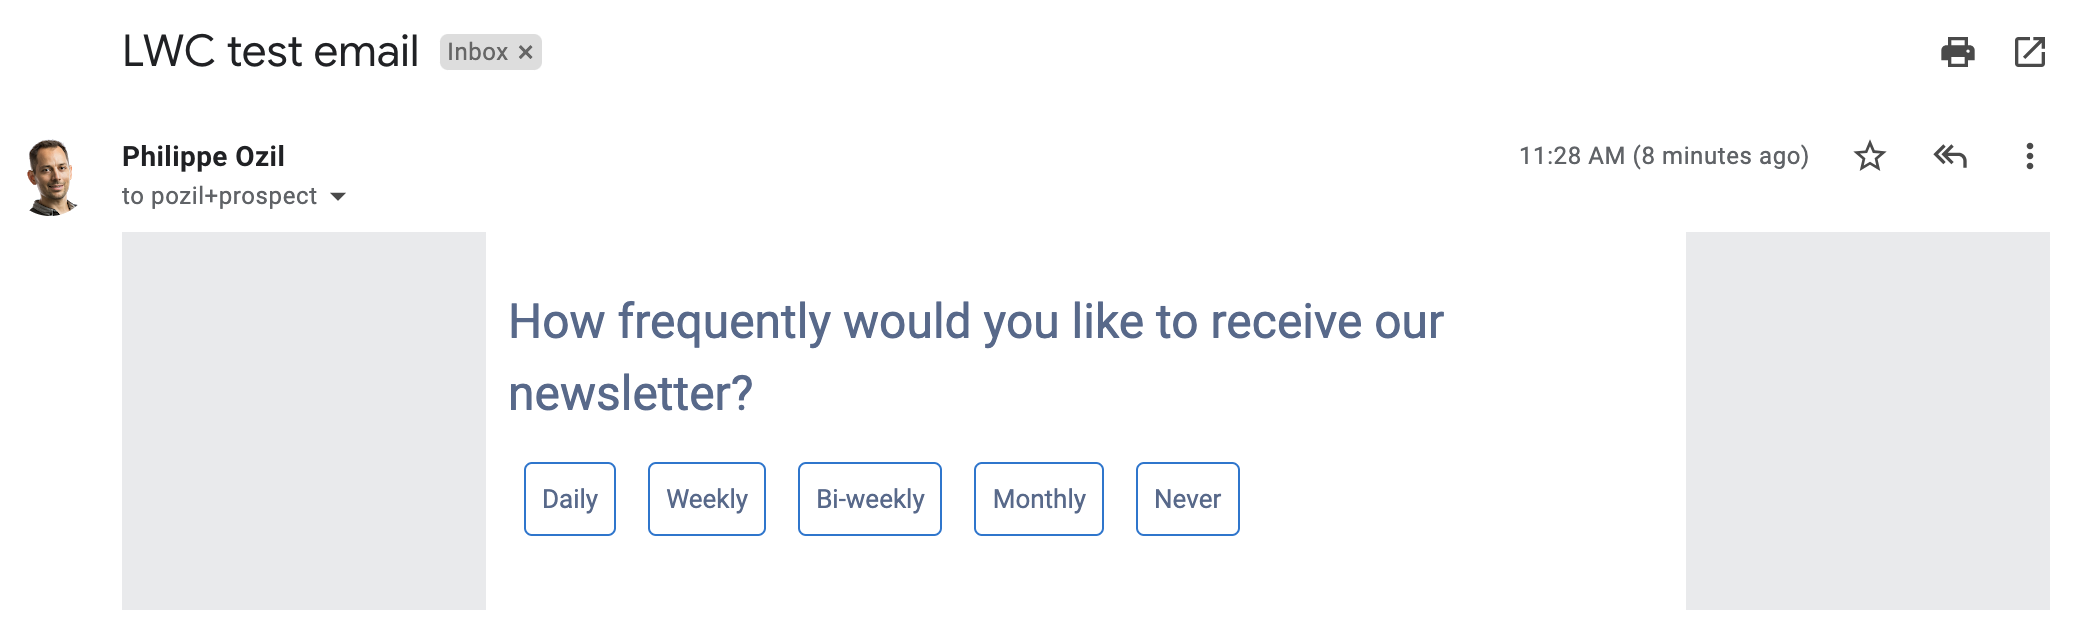 LWC test email Inbox ×
Philippe Ozil 11:28 AM (8 minutes ago)
to pozil+prospect
How frequently would you like to receive our
newsletter?
Daily Weekly Bi-weekly Monthly Never